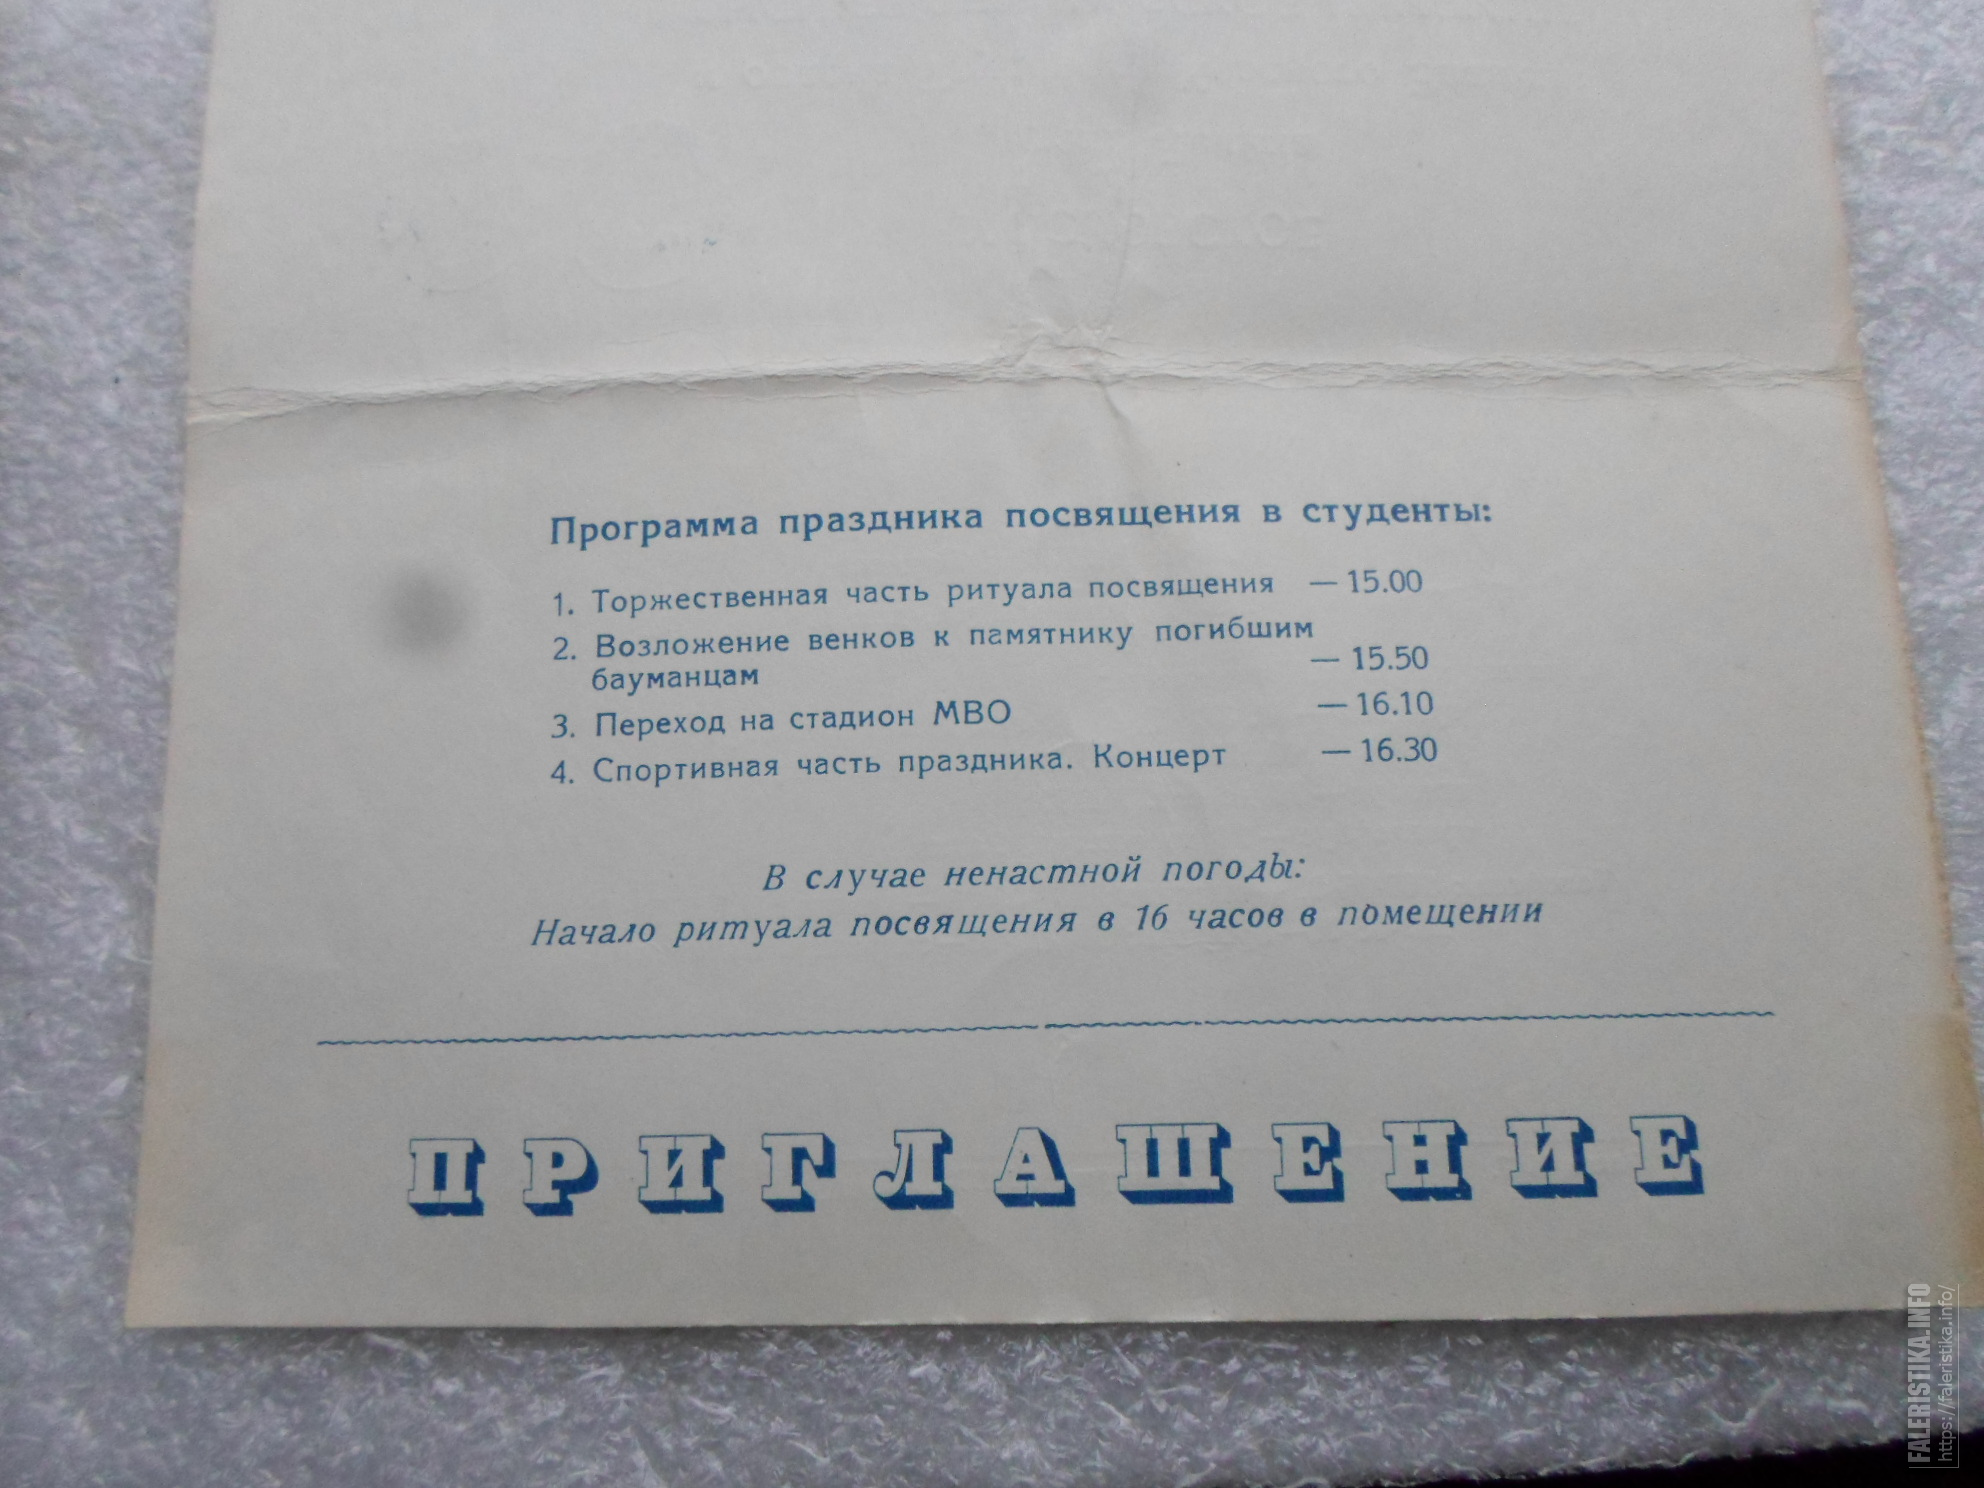 Программа праздника посвящения в студенты:
1. Торжественная часть ритуала посвящения — 15.00
2. Возложение венков к памятнику погибшим
бауманцам — 15.50
3. Переход на стадион МВО — 16.10
4. Спортивная часть праздника. Концерт — 16.30
В случае ненастной погоды:
Начало ритуала посвящения в 16 часов в помещении
ПРИГЛАШЕНИЕ
FALERISTIKA.INFO
https://faleristika.info/